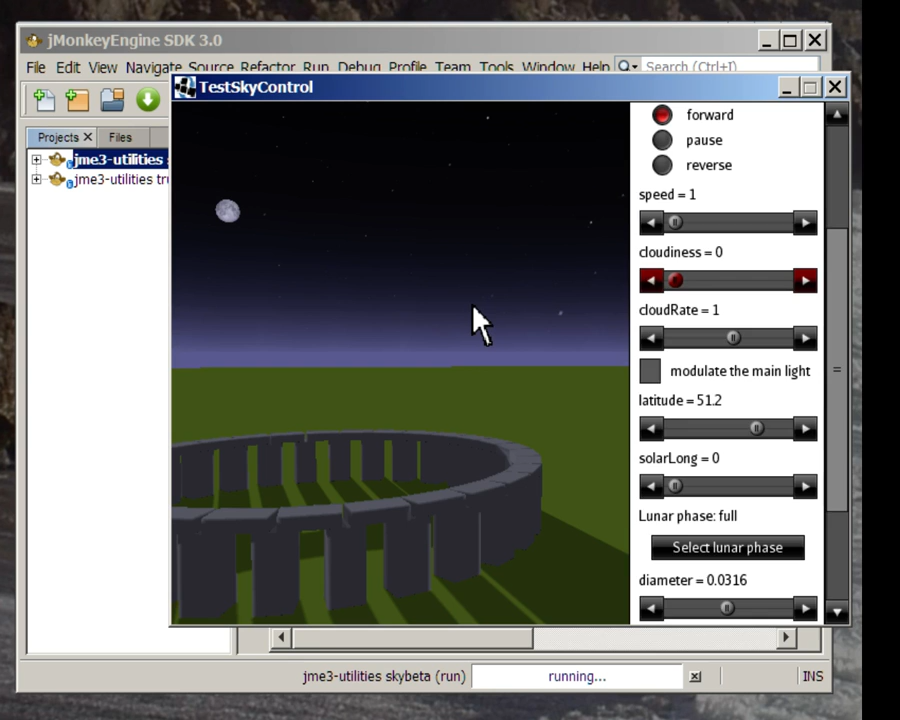 jMonkeyEngine SDK 3.0
File Edit View Navigate Source Refactor Run Debug Profile Team Tools Window Help Search (Ctrl+I)
TestSkyControl
Projects Files
jme3-utilities
jme3-utilities
forward
pause
reverse
speed = 1
cloudiness = 0
cloudRate = 1
modulate the main light
latitude = 51.2
solarLong = 0
Lunar phase: full
Select lunar phase
diameter = 0.0316
jme3-utilities skybeta (run) running... INS